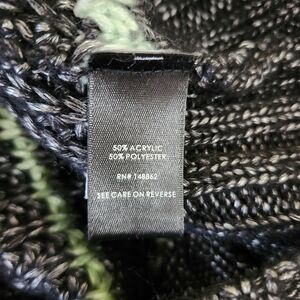 50% ACRYLIC
50% POLYESTER
RN# 148862
SEE CARE ON REVERSE